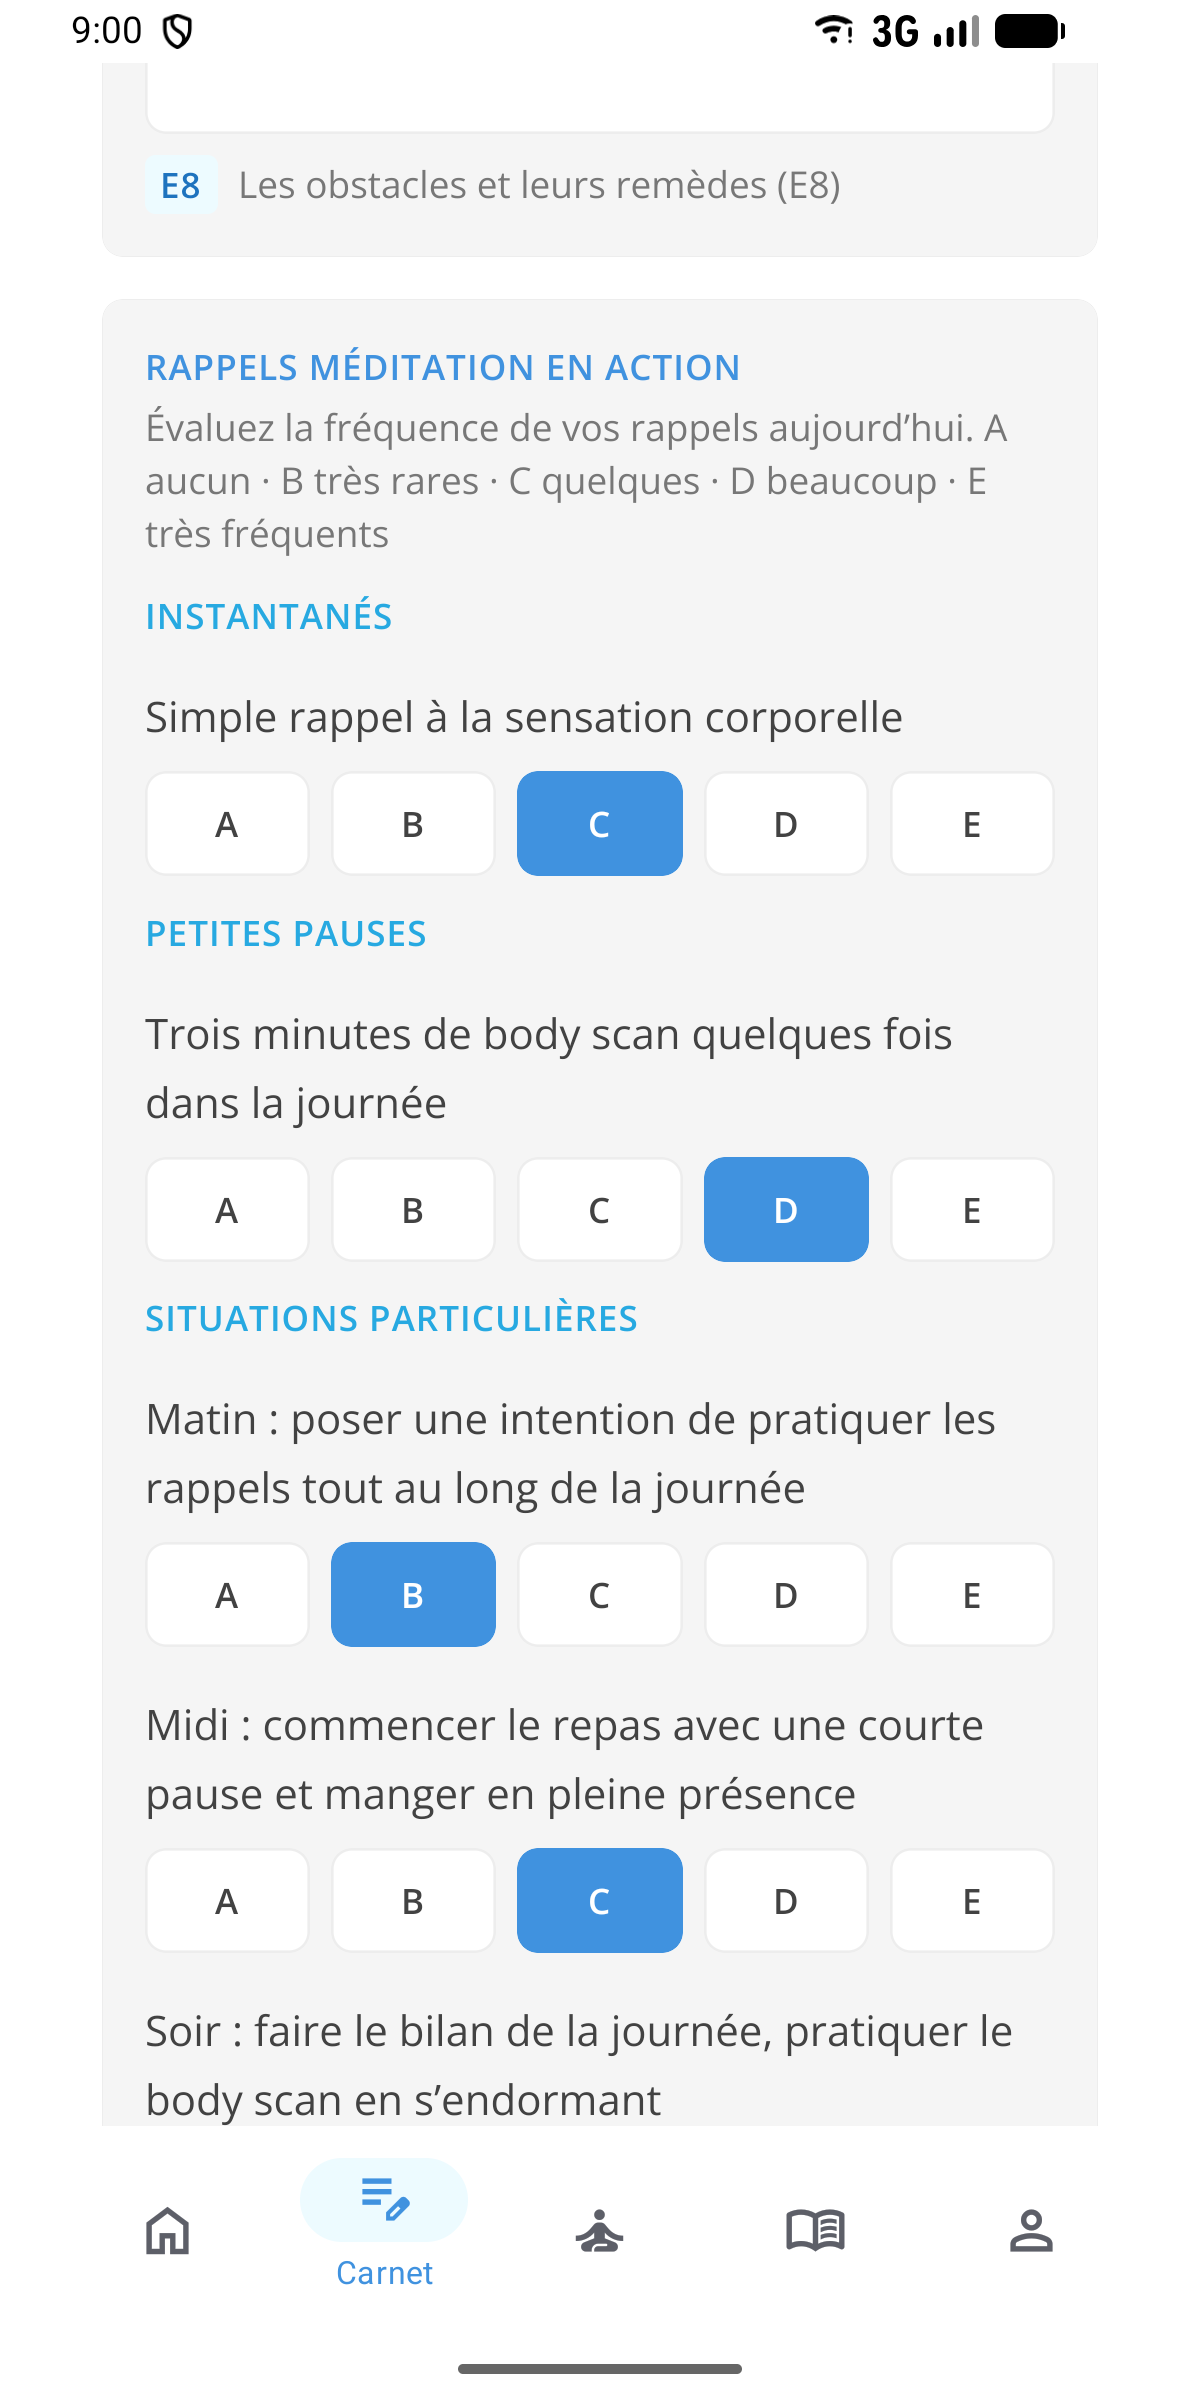 9:00
3G
E8 Les obstacles et leurs remèdes (E8)
RAPPELS MÉDITATION EN ACTION
Évaluez la fréquence de vos rappels aujourd’hui. A
aucun · B très rares · C quelques · D beaucoup · E
très fréquents
INSTANTANÉS
Simple rappel à la sensation corporelle
A B C D E
PETITES PAUSES
Trois minutes de body scan quelques fois
dans la journée
A B C D E
SITUATIONS PARTICULIÈRES
Matin : poser une intention de pratiquer les
rappels tout au long de la journée
A B C D E
Midi : commencer le repas avec une courte
pause et manger en pleine présence
A B C D E
Soir : faire le bilan de la journée, pratiquer le
body scan en s’endormant
Carnet